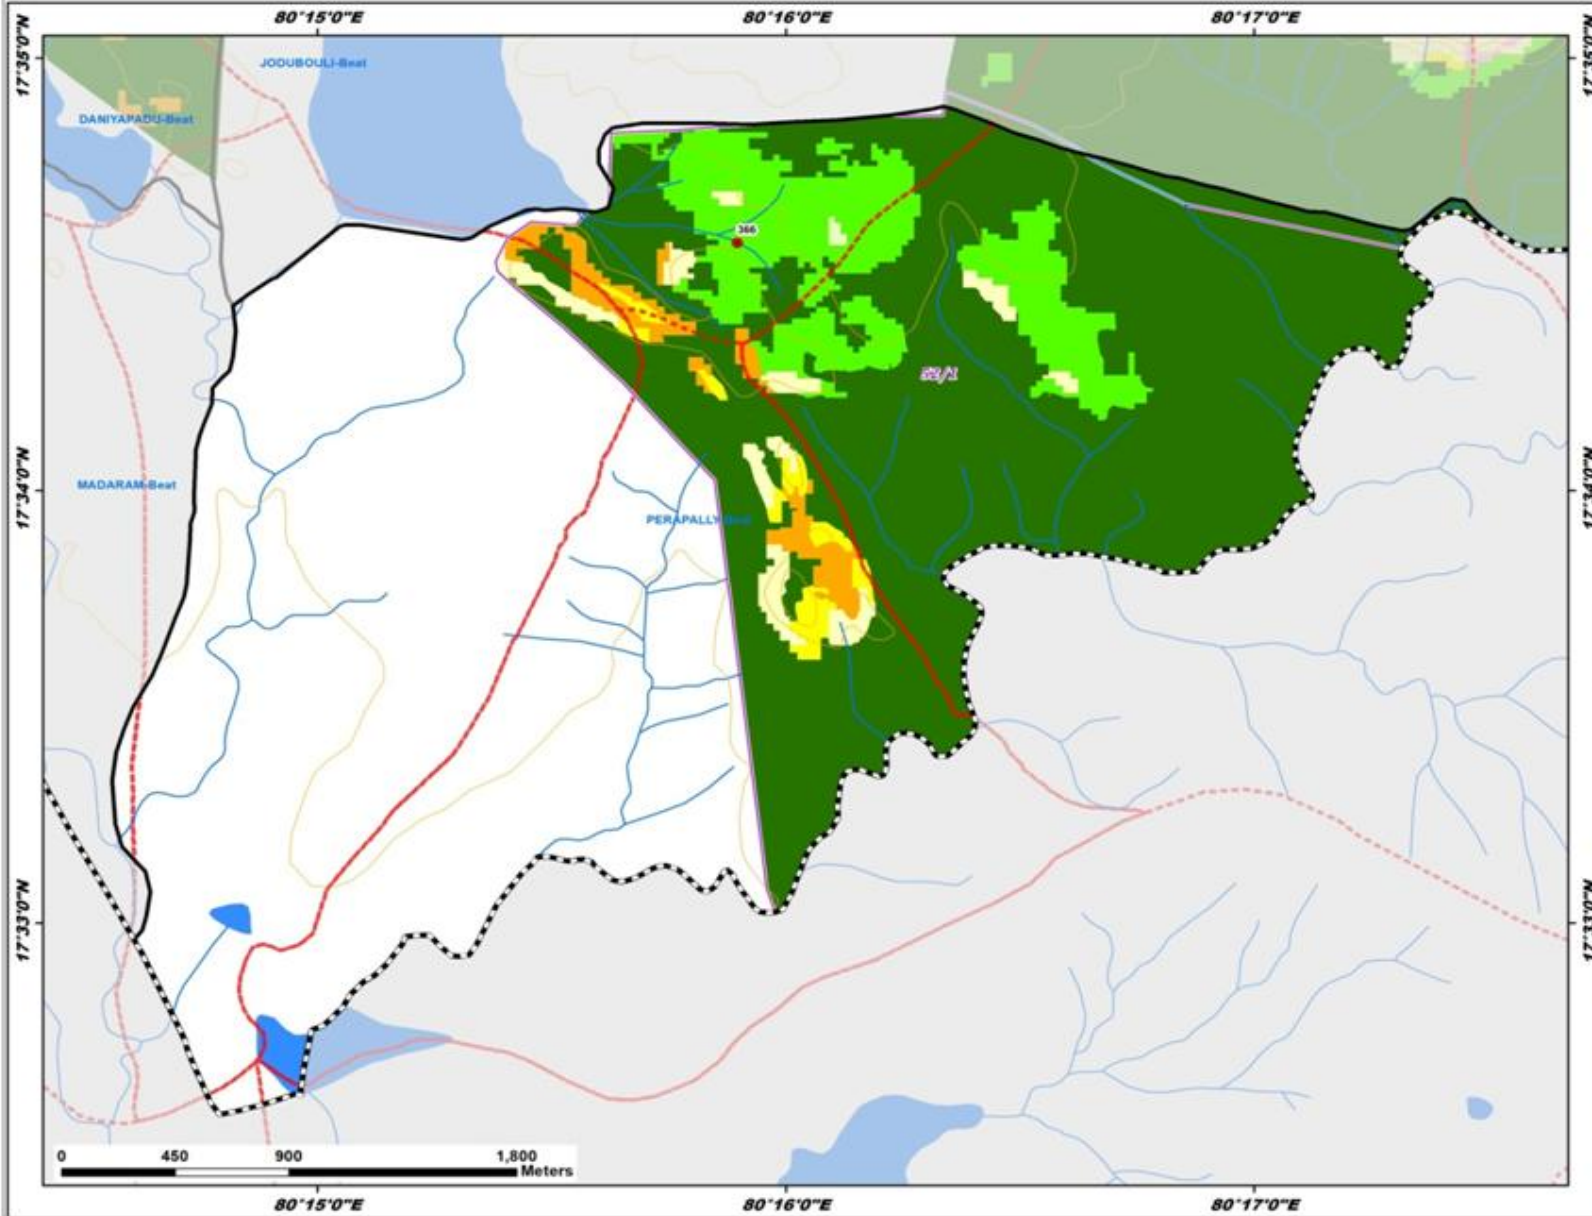 80°15'0"E 80°16'0"E 80°17'0"E
17°35'0"N 17°35'0"N
JODUBOULI-Beat
DANIYAPADU-Beat
366
52/1
17°34'0"N 17°34'0"N
MADARAM-Beat
PERAPALLY-Beat
17°33'0"N 17°33'0"N
0 450 900 1,800
Meters
80°15'0"E 80°16'0"E 80°17'0"E